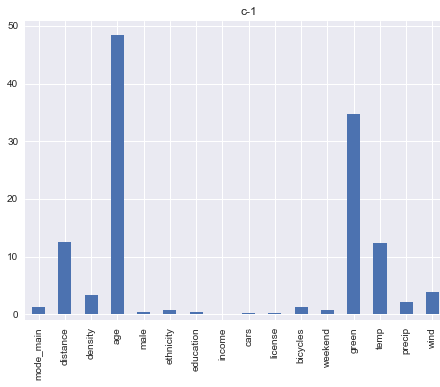 c-1
50
40
30
20
10
0
mode_main
distance
density
age
male
ethnicity
education
income
cars
license
bicycles
weekend
green
temp
precip
wind